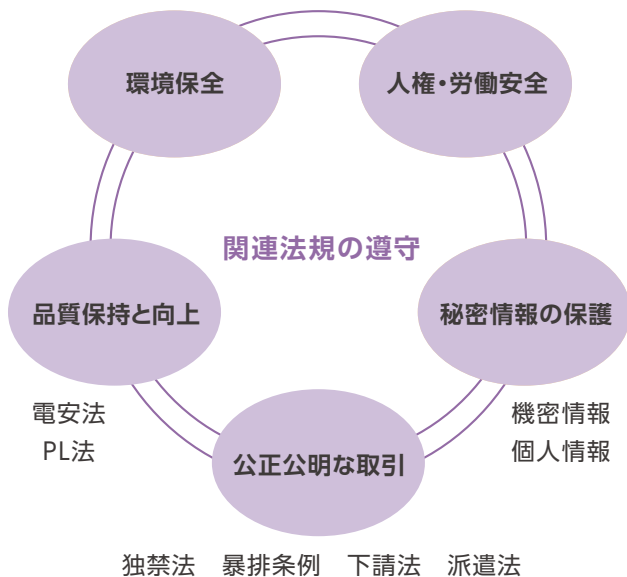 環境保全
人権・労働安全
関連法規の遵守
品質保持と向上
秘密情報の保護
電安法
PL法
機密情報
個人情報
公正公明な取引
独禁法 暴排条例 下請法 派遣法